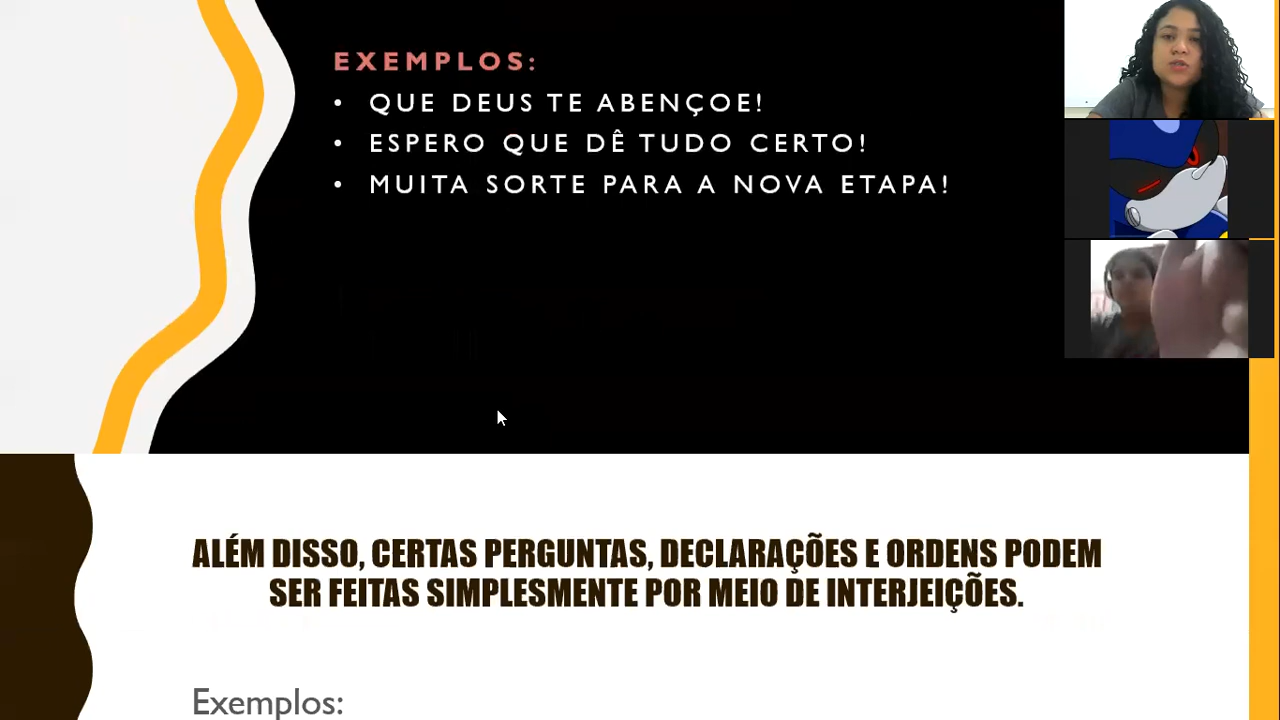 EXEMPLOS:
• QUE DEUS TE ABENÇOE!
• ESPERO QUE DÊ TUDO CERTO!
• MUITA SORTE PARA A NOVA ETAPA!
ALÉM DISSO, CERTAS PERGUNTAS, DECLARAÇÕES E ORDENS PODEM
SER FEITAS SIMPLESMENTE POR MEIO DE INTERJEIÇÕES.
Exemplos: